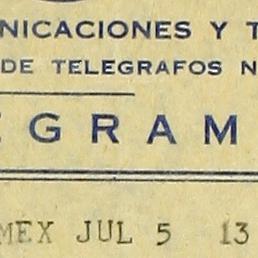 NICACIONES Y T
DE TELEGRAFOS N
EGRAM
MEX JUL 5 13